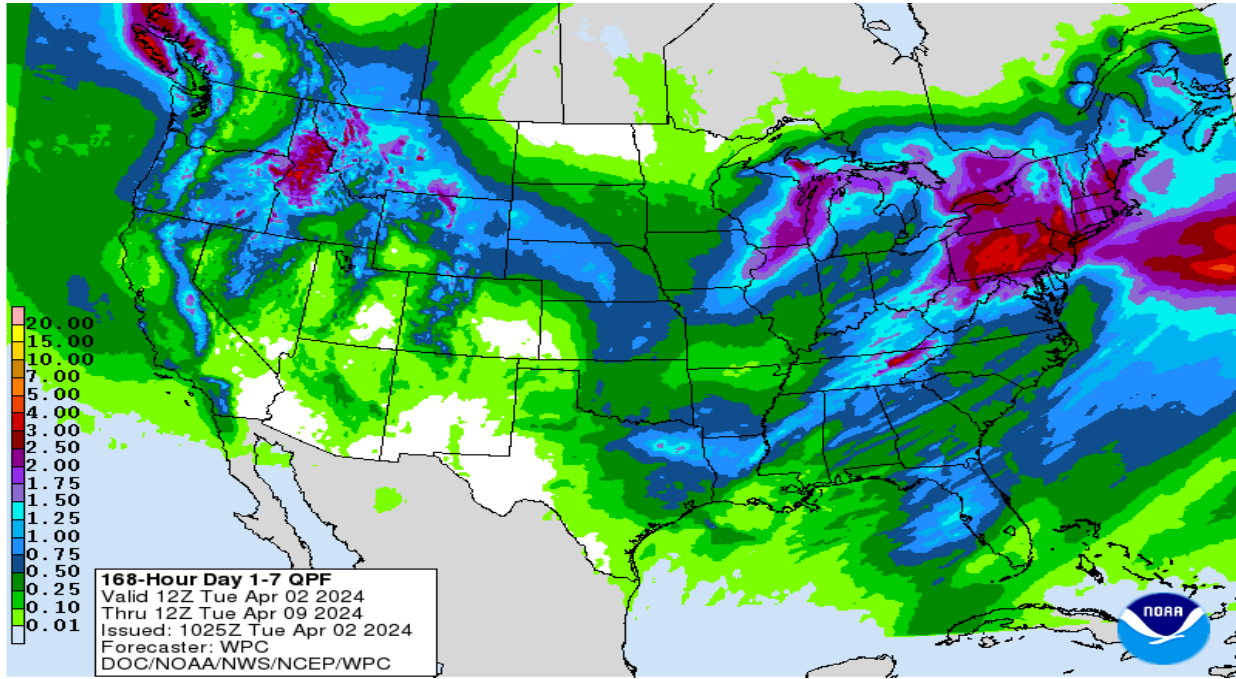 20.00
15.00
10.00
7.00
5.00
4.00
3.00
2.50
2.00
1.75
1.50
1.25
1.00
0.75
0.50
0.25
0.10
0.01
168-Hour Day 1-7 QPF
Valid 12Z Tue Apr 02 2024
Thru 12Z Tue Apr 09 2024
Issued: 1025Z Tue Apr 02 2024
Forecaster: WPC
DOC/NOAA/NWS/NCEP/WPC
NOAA